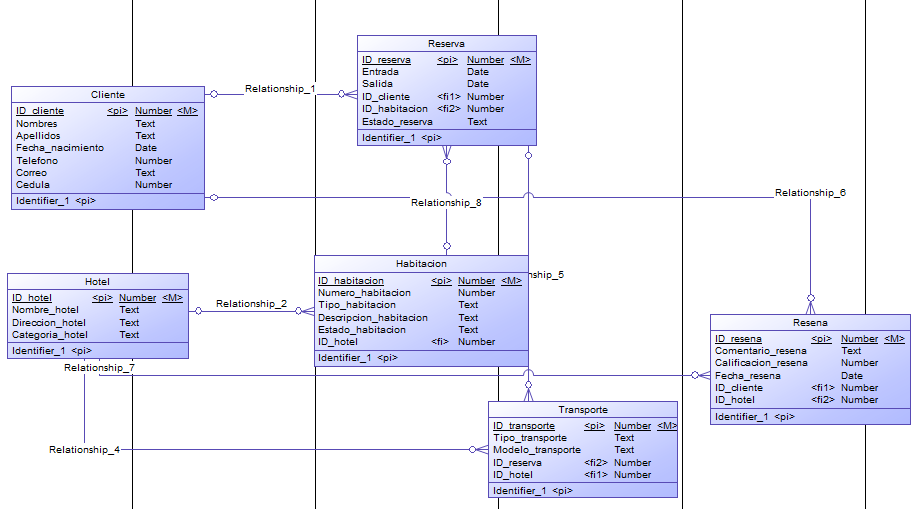 Reserva
ID_reserva <pi> Number <M>
Entrada Date
Salida Date
ID_cliente <fi1> Number
ID_habitacion <fi2> Number
Estado_reserva Text
Identifier_1 <pi>
Relationship_1
Cliente
ID_cliente <pi> Number <M>
Nombres Text
Apellidos Text
Fecha_nacimiento Date
Telefono Number
Correo Text
Cedula Number
Identifier_1 <pi>
Relationship_6
Relationship_8
Habitacion
ID_habitacion <pi> Number <M>
Numero_habitacion Number
Tipo_habitacion Text
Descripcion_habitacion Text
Estado_habitacion Text
ID_hotel <fi> Number
Identifier_1 <pi>
nship_5
Hotel
ID_hotel <pi> Number <M>
Nombre_hotel Text
Direccion_hotel Text
Categoria_hotel Text
Identifier_1 <pi>
Relationship_2
Relationship_7
Resena
ID_resena <pi> Number <M>
Comentario_resena Text
Calificacion_resena Number
Fecha_resena Date
ID_cliente <fi1> Number
ID_hotel <fi2> Number
Identifier_1 <pi>
Transporte
ID_transporte <pi> Number <M>
Tipo_transporte Text
Modelo_transporte Text
ID_reserva <fi2> Number
ID_hotel <fi1> Number
Identifier_1 <pi>
Relationship_4